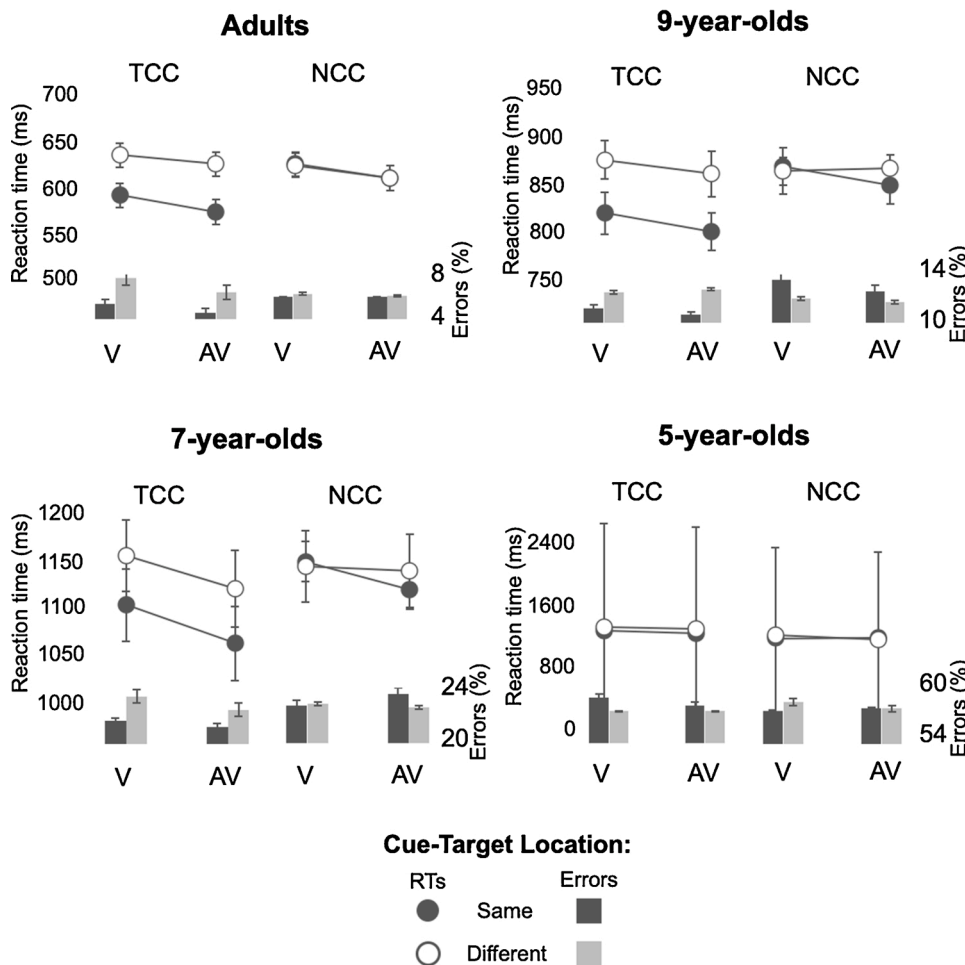 Adults
TCC NCC
Reaction time (ms)
700
650
600
550
500
8
4
Errors (%)
V AV V AV
9-year-olds
TCC NCC
Reaction time (ms)
950
900
850
800
750
14
10
Errors (%)
V AV V AV
7-year-olds
TCC NCC
Reaction time (ms)
1200
1150
1100
1050
1000
24
20
Errors (%)
V AV V AV
5-year-olds
TCC NCC
Reaction time (ms)
2400
1600
800
0
60
54
Errors (%)
V AV V AV
Cue-Target Location:
RTs Errors
Same
Different